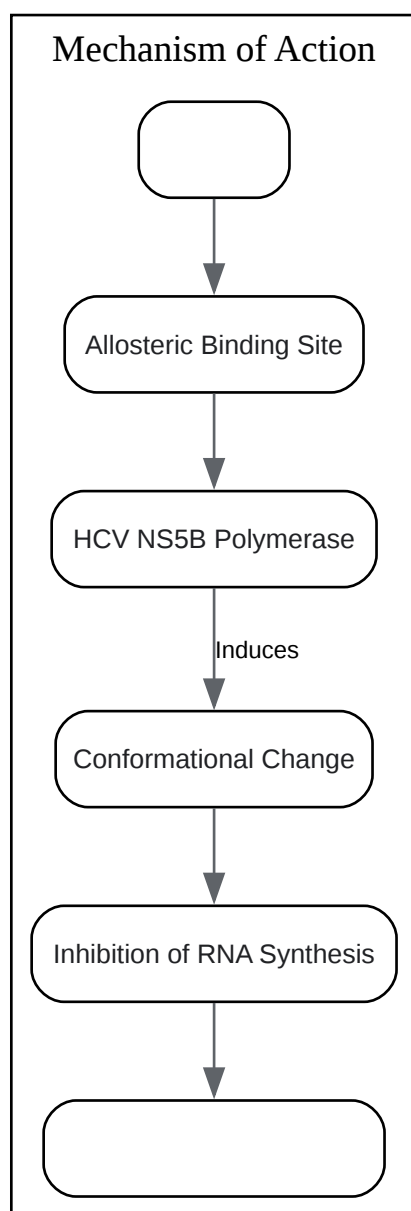 Mechanism of Action
Allosteric Binding Site
HCV NS5B Polymerase
Induces
Conformational Change
Inhibition of RNA Synthesis